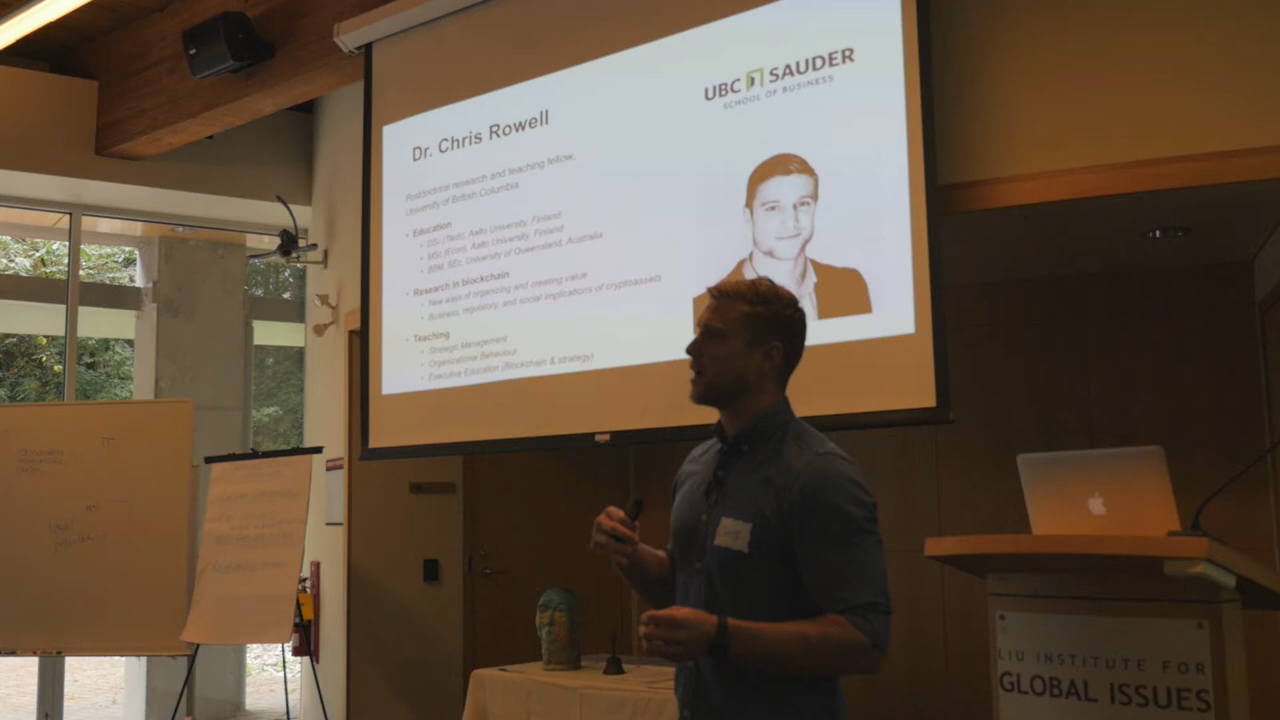 UBC SAUDER
SCHOOL OF BUSINESS
Dr. Chris Rowell
Postdoctoral research and teaching fellow,
University of British Columbia
• Education
• DSc (Tech), Aalto University, Finland
• MSc (Econ), Aalto University, Finland
• BBM, BEc, University of Queensland, Australia
• Research in blockchain
• New ways of organizing and creating value
• Business, regulatory, and social implications of cryptoassets
• Teaching
• Strategic Management
• Organizational Behaviour
• Executive Education (Blockchain & strategy)
LIU INSTITUTE FOR
GLOBAL ISSUES